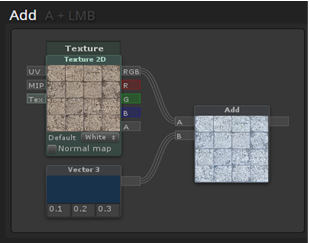 Add A + LMB
Texture
Texture 2D
UV
RGB
MIP
R
Tex
G
B
A
Default White
Normal map
Add
A
B
Vector 3
0.1 0.2 0.3